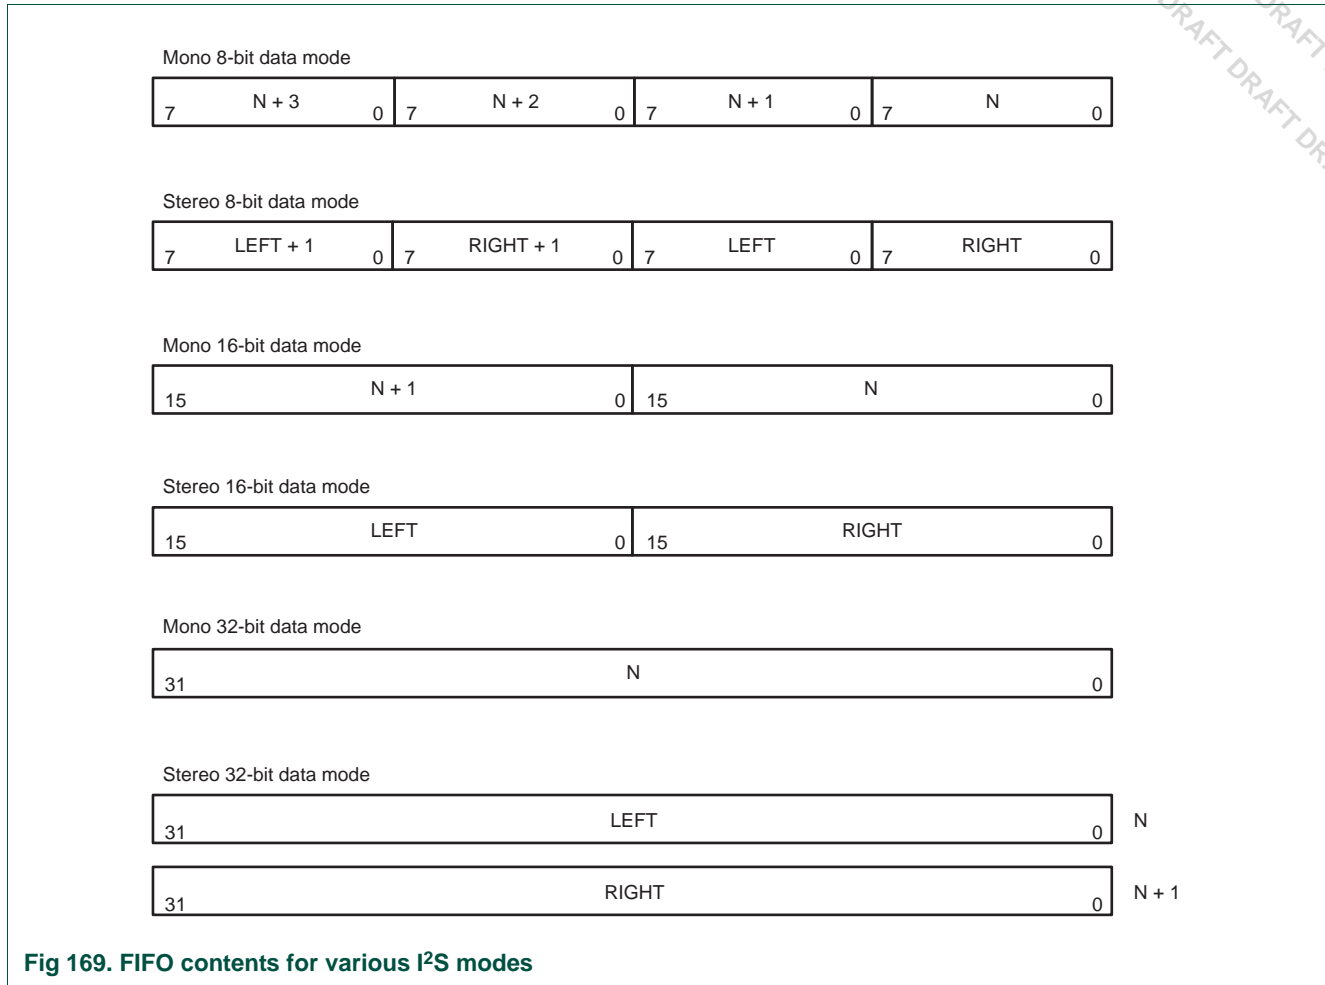 DRAFT DRAFT DR
DRAFT
Mono 8-bit data mode
7 N + 3 0 7 N + 2 0 7 N + 1 0 7 N 0
Stereo 8-bit data mode
7 LEFT + 1 0 7 RIGHT + 1 0 7 LEFT 0 7 RIGHT 0
Mono 16-bit data mode
15 N + 1 0 15 N 0
Stereo 16-bit data mode
15 LEFT 0 15 RIGHT 0
Mono 32-bit data mode
31 N 0
Stereo 32-bit data mode
31 LEFT 0 N
31 RIGHT 0 N + 1
Fig 169. FIFO contents for various I²S modes